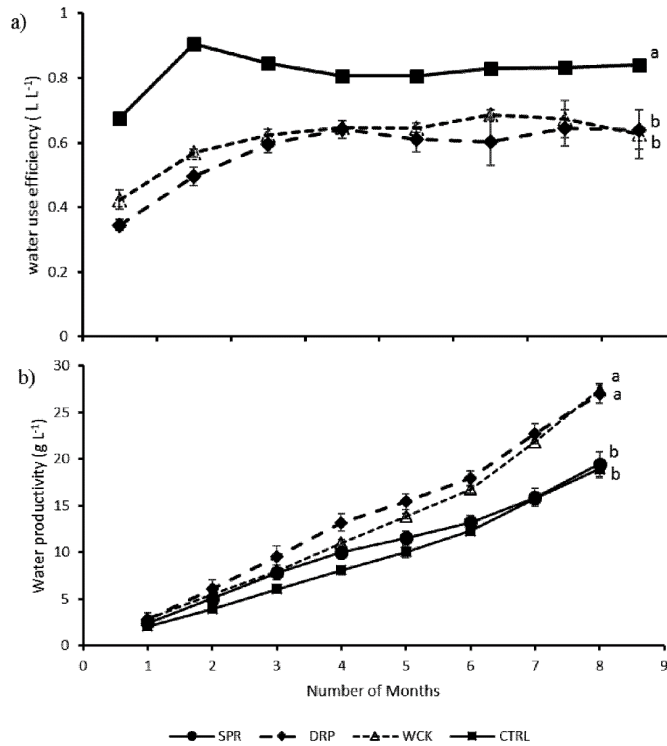 a)
water use efficiency ( L L⁻¹)
1
0.8
0.6
0.4
0.2
0
a
b
b
b)
Water productivity (g L⁻¹)
30
25
20
15
10
5
0
a
a
b
b
0 1 2 3 4 5 6 7 8 9
Number of Months
SPR DRP WCK CTRL